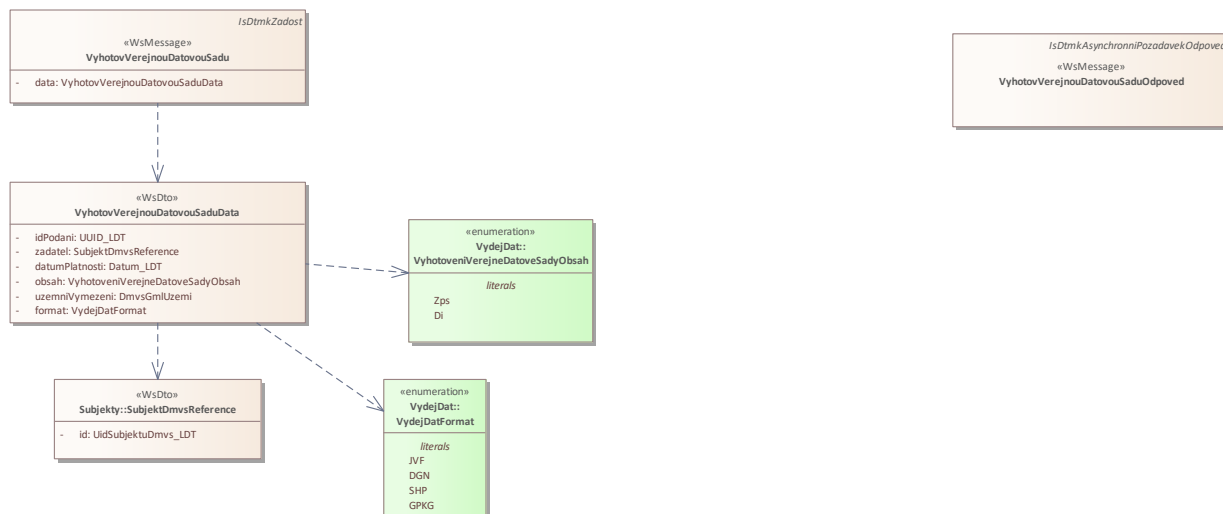 IsDtmkZadost
«WsMessage»
VyhotovVerejnouDatovouSadu
- data: VyhotovVerejnouDatovouSaduData
IsDtmkAsynchronniPozadavekOdpoved
«WsMessage»
VyhotovVerejnouDatovouSaduOdpoved
«WsDto»
VyhotovVerejnouDatovouSaduData
- idPodani: UUID_LDT
- zadatel: SubjektDmvsReference
- datumPlatnosti: Datum_LDT
- obsah: VyhotoveniVerejneDatoveSadyObsah
- uzemniVymezeni: DmvsGmlUzemi
- format: VydejDatFormat
«enumeration»
VydejDat::
VyhotoveniVerejneDatoveSadyObsah
literals
Zps
Di
«WsDto»
Subjekty::SubjektDmvsReference
- id: UidSubjektuDmvs_LDT
«enumeration»
VydejDat::
VydejDatFormat
literals
JVF
DGN
SHP
GPKG